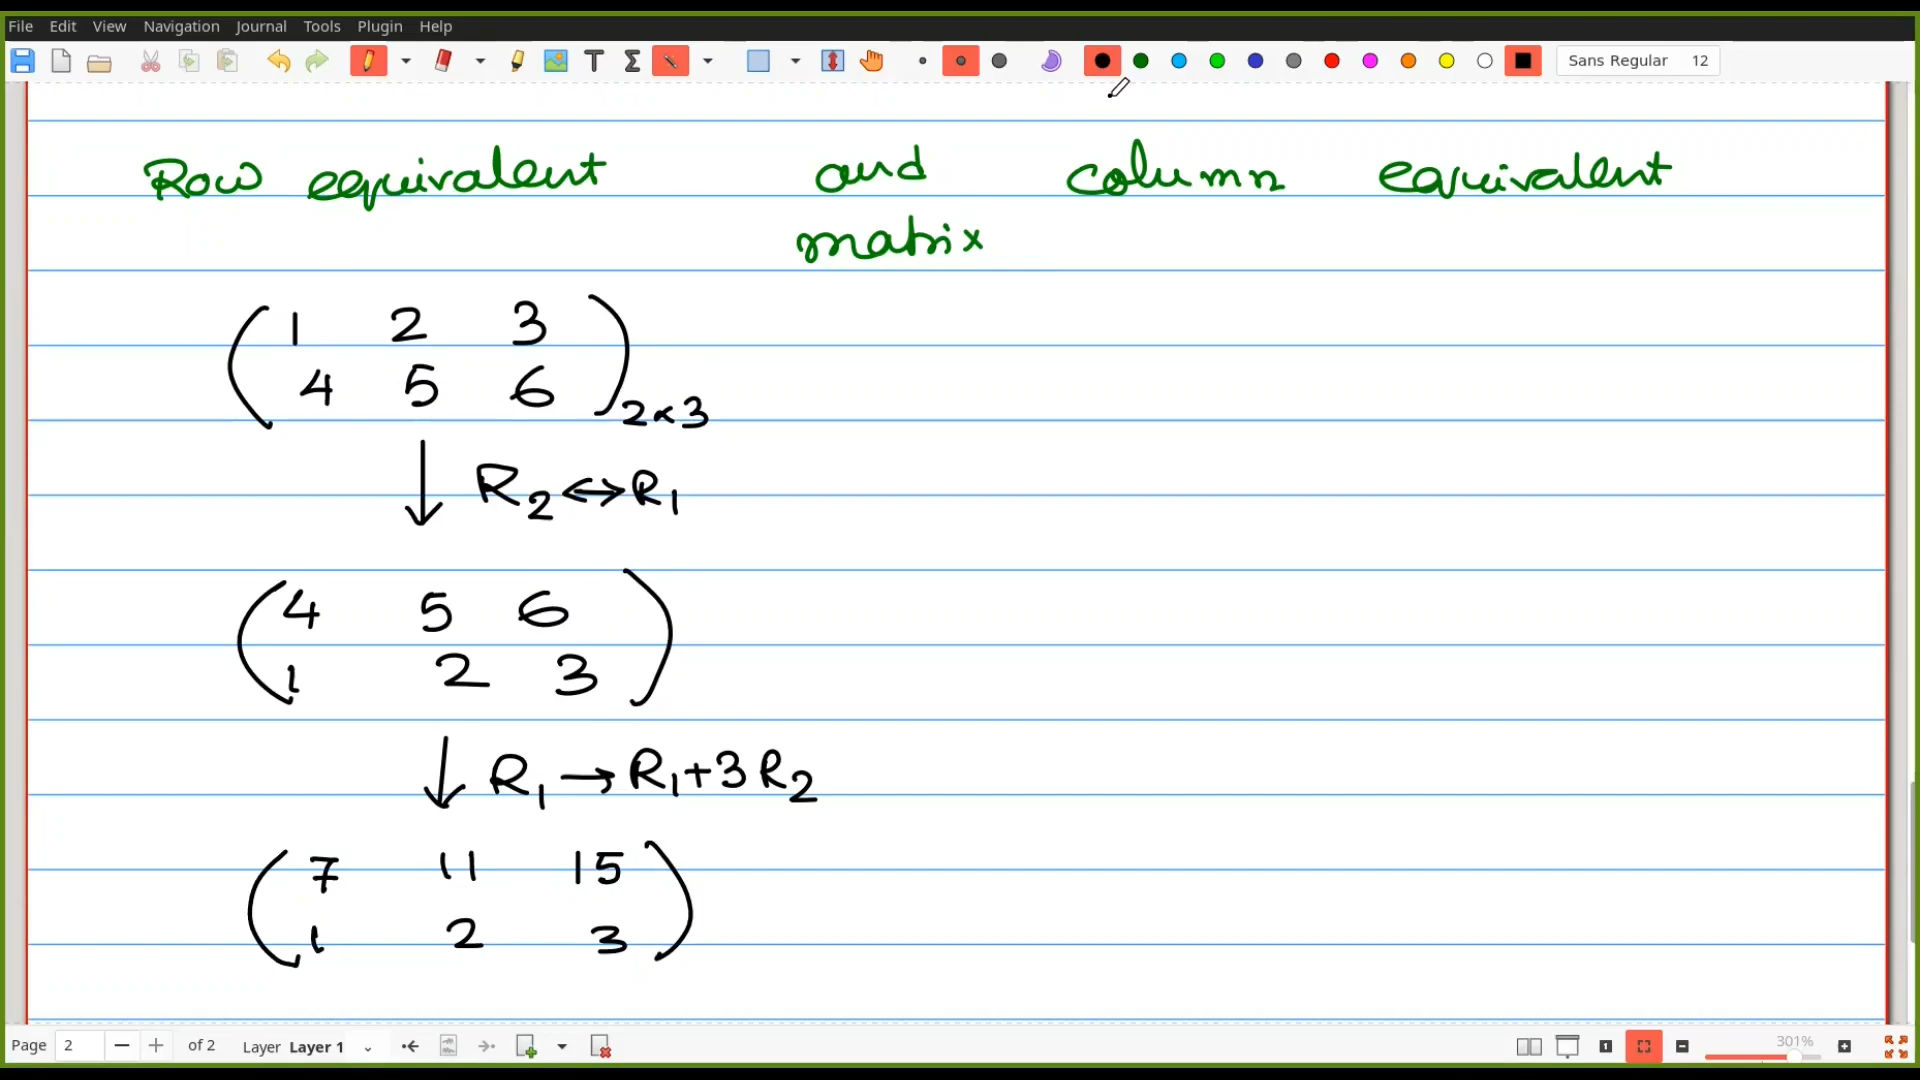 File Edit View Navigation Journal Tools Plugin Help
Sans Regular 12
Row equivalent and column equivalent
matrix
1 2 3
4 5 6
2×3
R2 ↔ R1
4 5 6
1 2 3
R1 → R1+3R2
7 11 15
1 2 3
Page 2 of 2 Layer Layer 1 301%